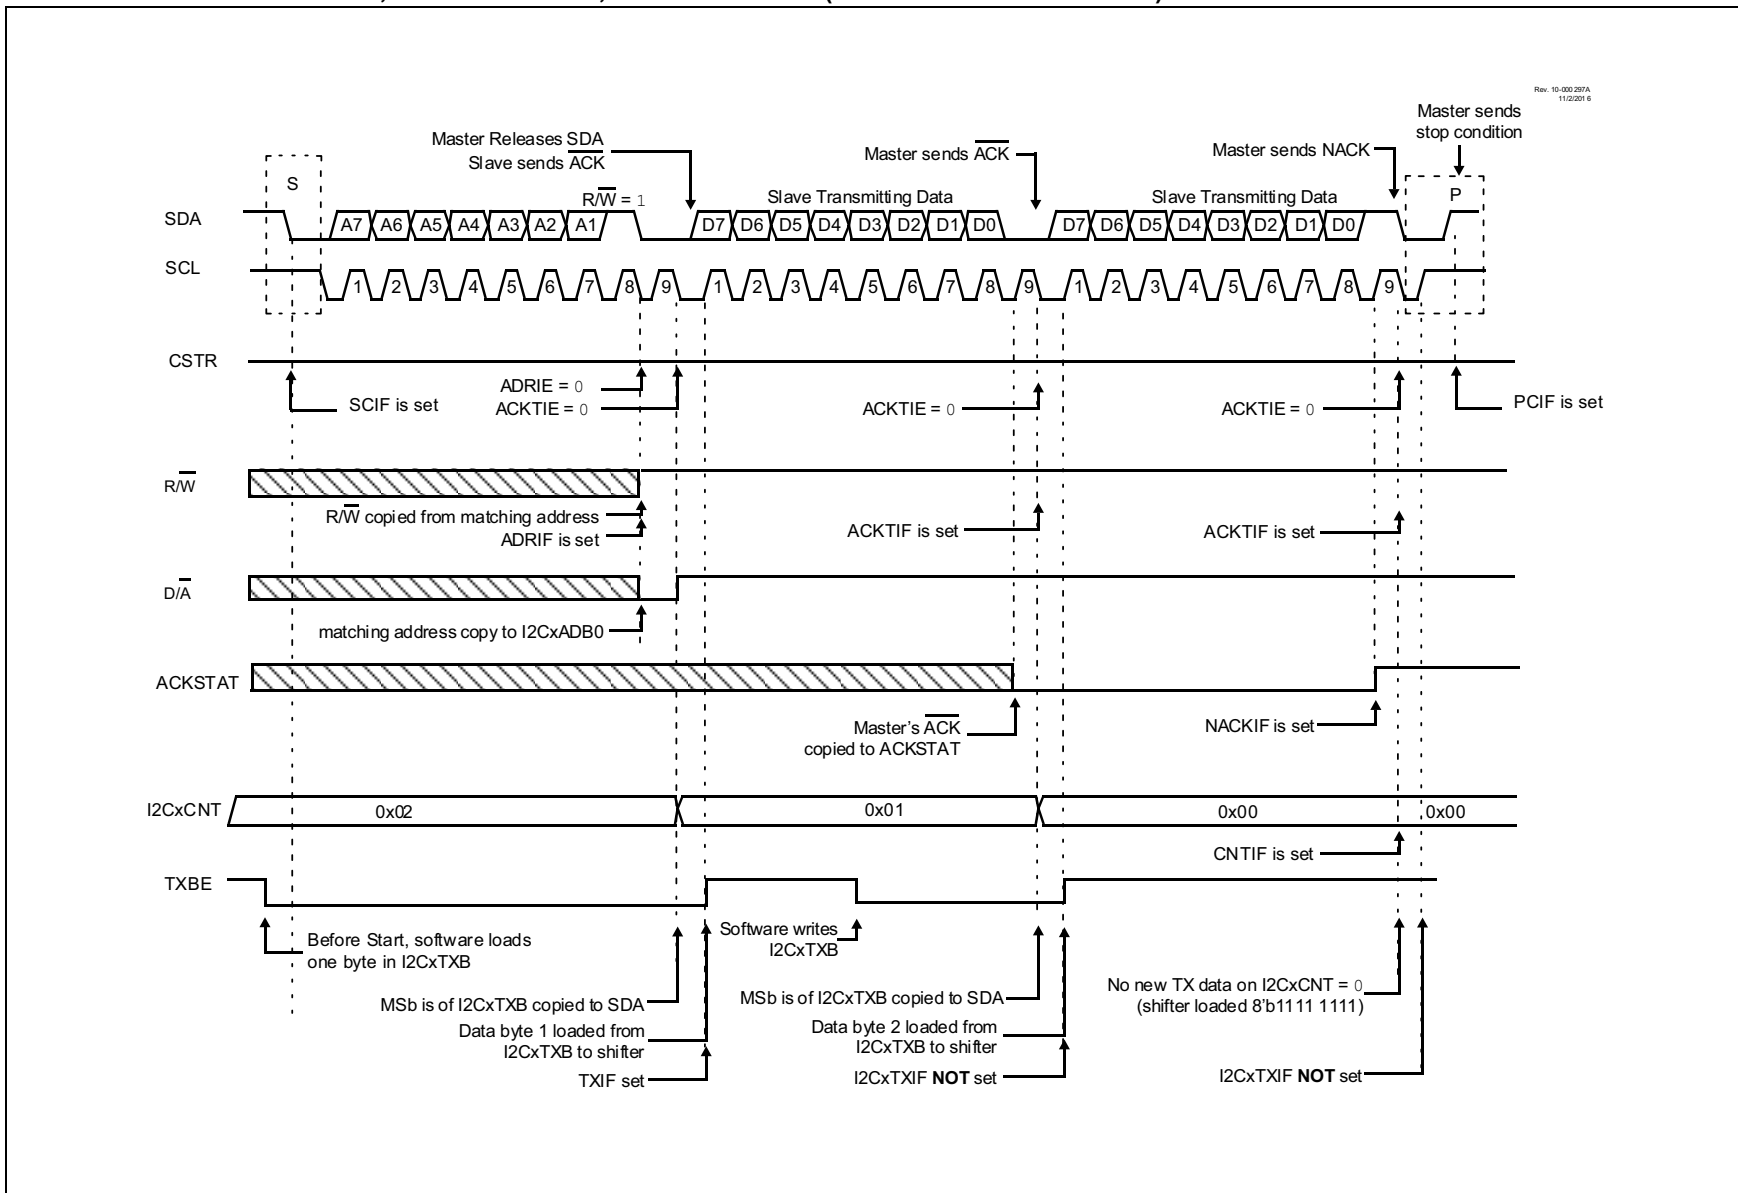 Rev. 10-000 297A
11/2/201 6
Master sends
stop condition
Master Releases SDA
Slave sends A̅C̅K̅
Master sends A̅C̅K̅
Master sends NACK
S
R/W̅ = 1
Slave Transmitting Data
Slave Transmitting Data
P
SDA
A7 A6 A5 A4 A3 A2 A1
D7 D6 D5 D4 D3 D2 D1 D0
D7 D6 D5 D4 D3 D2 D1 D0
SCL
1 2 3 4 5 6 7 8 9
1 2 3 4 5 6 7 8 9
1 2 3 4 5 6 7 8 9
CSTR
SCIF is set
ADRIE = 0
ACKTIE = 0
ACKTIE = 0
ACKTIE = 0
PCIF is set
R/W̅
R/W̅ copied from matching address
ADRIF is set
ACKTIF is set
ACKTIF is set
D/A̅
matching address copy to I2CxADB0
ACKSTAT
Master's A̅C̅K̅
copied to ACKSTAT
NACKIF is set
I2CxCNT
0x02
0x01
0x00
0x00
CNTIF is set
TXBE
Before Start, software loads
one byte in I2CxTXB
Software writes
I2CxTXB
MSb is of I2CxTXB copied to SDA
Data byte 1 loaded from
I2CxTXB to shifter
TXIF set
MSb is of I2CxTXB copied to SDA
Data byte 2 loaded from
I2CxTXB to shifter
I2CxTXIF NOT set
No new TX data on I2CxCNT = 0
(shifter loaded 8'b1111 1111)
I2CxTXIF NOT set